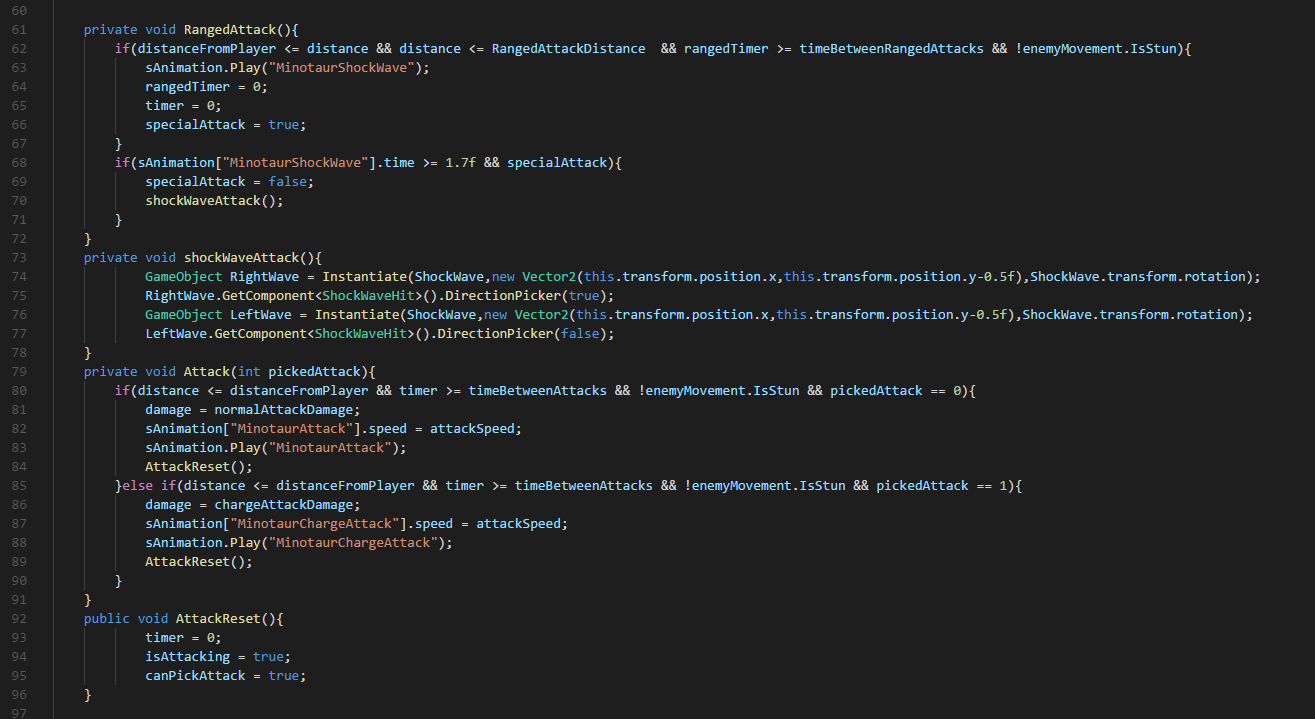 60
61 private void RangedAttack(){
62 if(distanceFromPlayer <= distance && distance <= RangedAttackDistance  && rangedTimer >= timeBetweenRangedAttacks && !enemyMovement.IsStun){
63 sAnimation.Play("MinotaurShockWave");
64 rangedTimer = 0;
65 timer = 0;
66 specialAttack = true;
67 }
68 if(sAnimation["MinotaurShockWave"].time >= 1.7f && specialAttack){
69 specialAttack = false;
70 shockWaveAttack();
71 }
72 }
73 private void shockWaveAttack(){
74 GameObject RightWave = Instantiate(ShockWave,new Vector2(this.transform.position.x,this.transform.position.y-0.5f),ShockWave.transform.rotation);
75 RightWave.GetComponent<ShockWaveHit>().DirectionPicker(true);
76 GameObject LeftWave = Instantiate(ShockWave,new Vector2(this.transform.position.x,this.transform.position.y-0.5f),ShockWave.transform.rotation);
77 LeftWave.GetComponent<ShockWaveHit>().DirectionPicker(false);
78 }
79 private void Attack(int pickedAttack){
80 if(distance <= distanceFromPlayer && timer >= timeBetweenAttacks && !enemyMovement.IsStun && pickedAttack == 0){
81 damage = normalAttackDamage;
82 sAnimation["MinotaurAttack"].speed = attackSpeed;
83 sAnimation.Play("MinotaurAttack");
84 AttackReset();
85 }else if(distance <= distanceFromPlayer && timer >= timeBetweenAttacks && !enemyMovement.IsStun && pickedAttack == 1){
86 damage = chargeAttackDamage;
87 sAnimation["MinotaurChargeAttack"].speed = attackSpeed;
88 sAnimation.Play("MinotaurChargeAttack");
89 AttackReset();
90 }
91 }
92 public void AttackReset(){
93 timer = 0;
94 isAttacking = true;
95 canPickAttack = true;
96 }
97